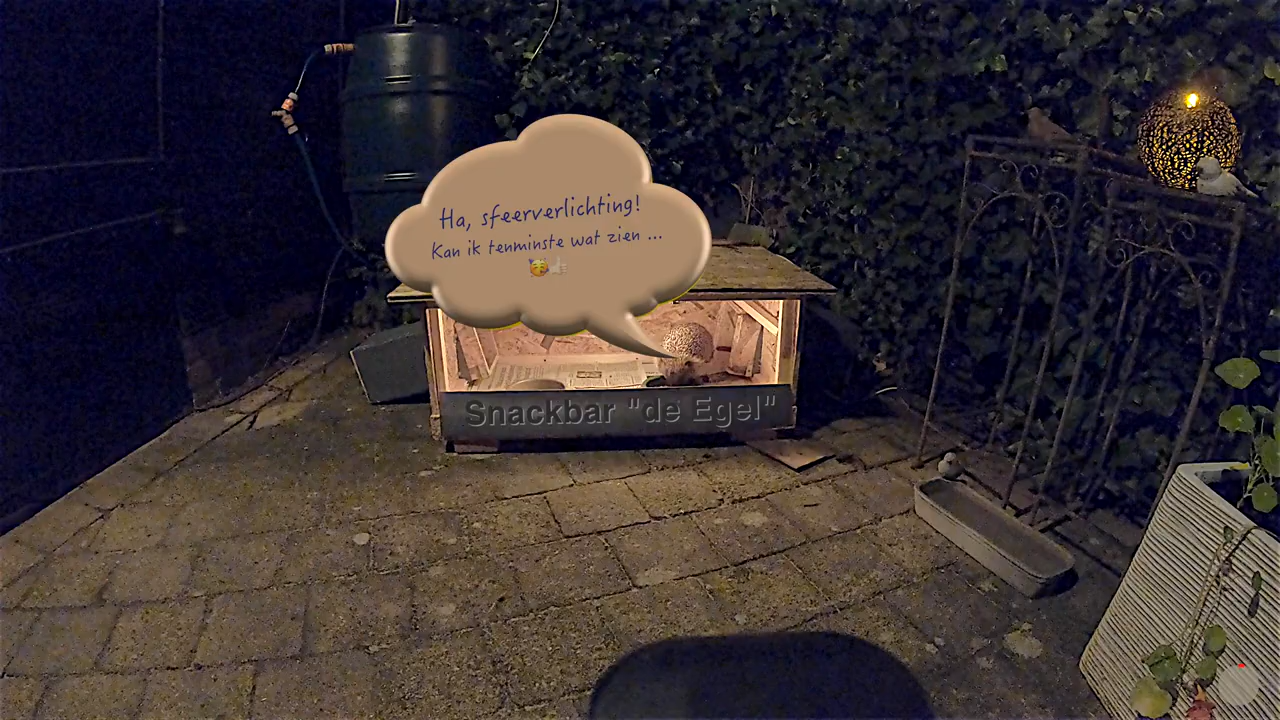 Ha, sfeerverlichting!
Kan ik tenminste wat zien ...
🥳👍
Snackbar "de Egel"